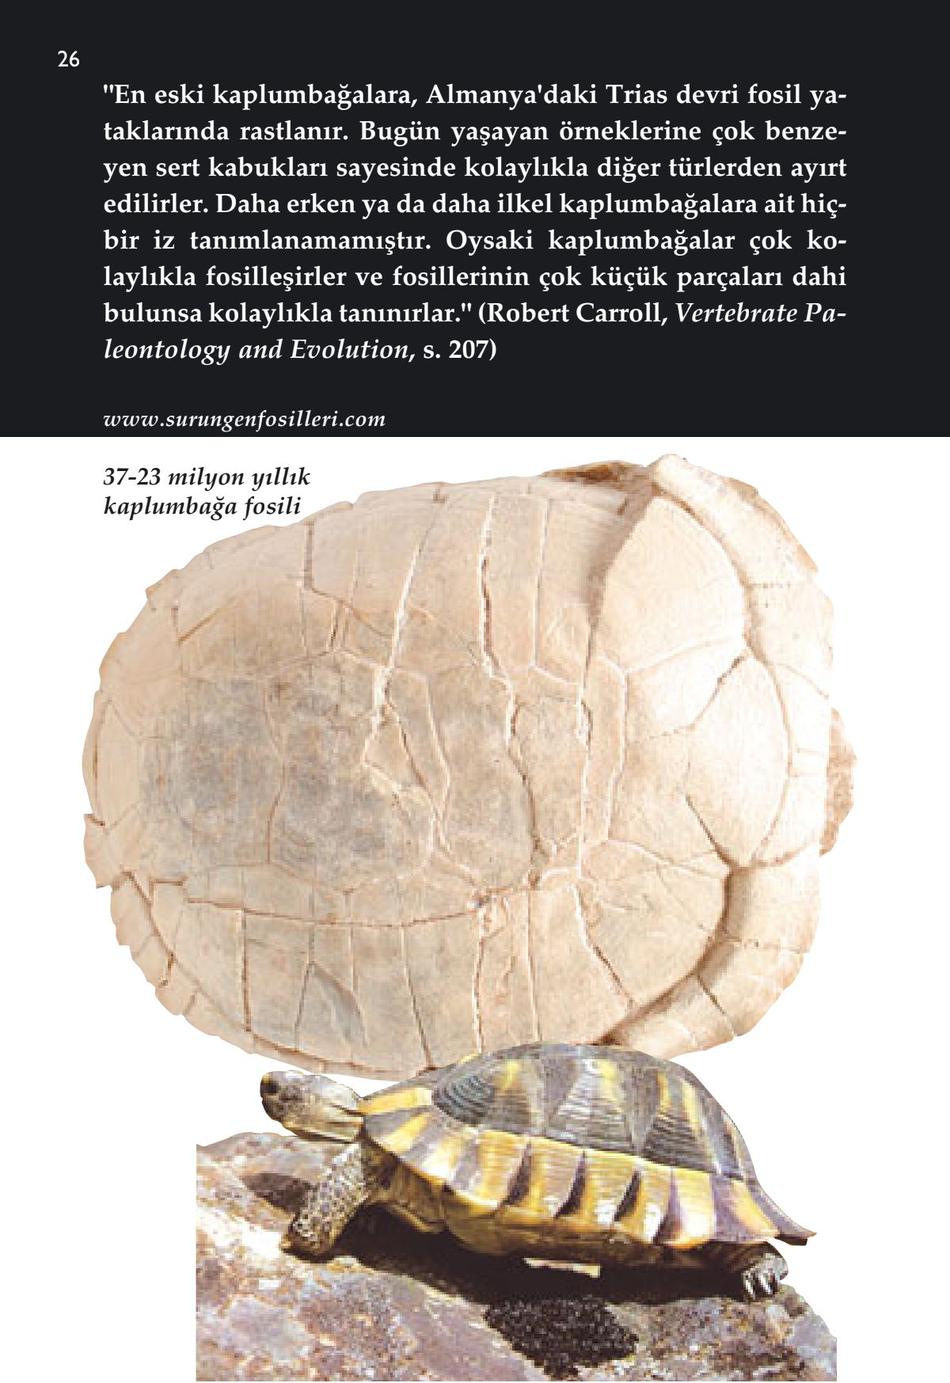 26
"En eski kaplumbağalara, Almanya'daki Trias devri fosil ya-
taklarında rastlanır. Bugün yaşayan örneklerine çok benze-
yen sert kabukları sayesinde kolaylıkla diğer türlerden ayırt
edilirler. Daha erken ya da daha ilkel kaplumbağalara ait hiç-
bir iz tanımlanamamıştır. Oysaki kaplumbağalar çok ko-
laylıkla fosilleşirler ve fosillerinin çok küçük parçaları dahi
bulunsa kolaylıkla tanınırlar." (Robert Carroll, Vertebrate Pa-
leontology and Evolution, s. 207)
www.surungenfosilleri.com
37-23 milyon yıllık
kaplumbağa fosili